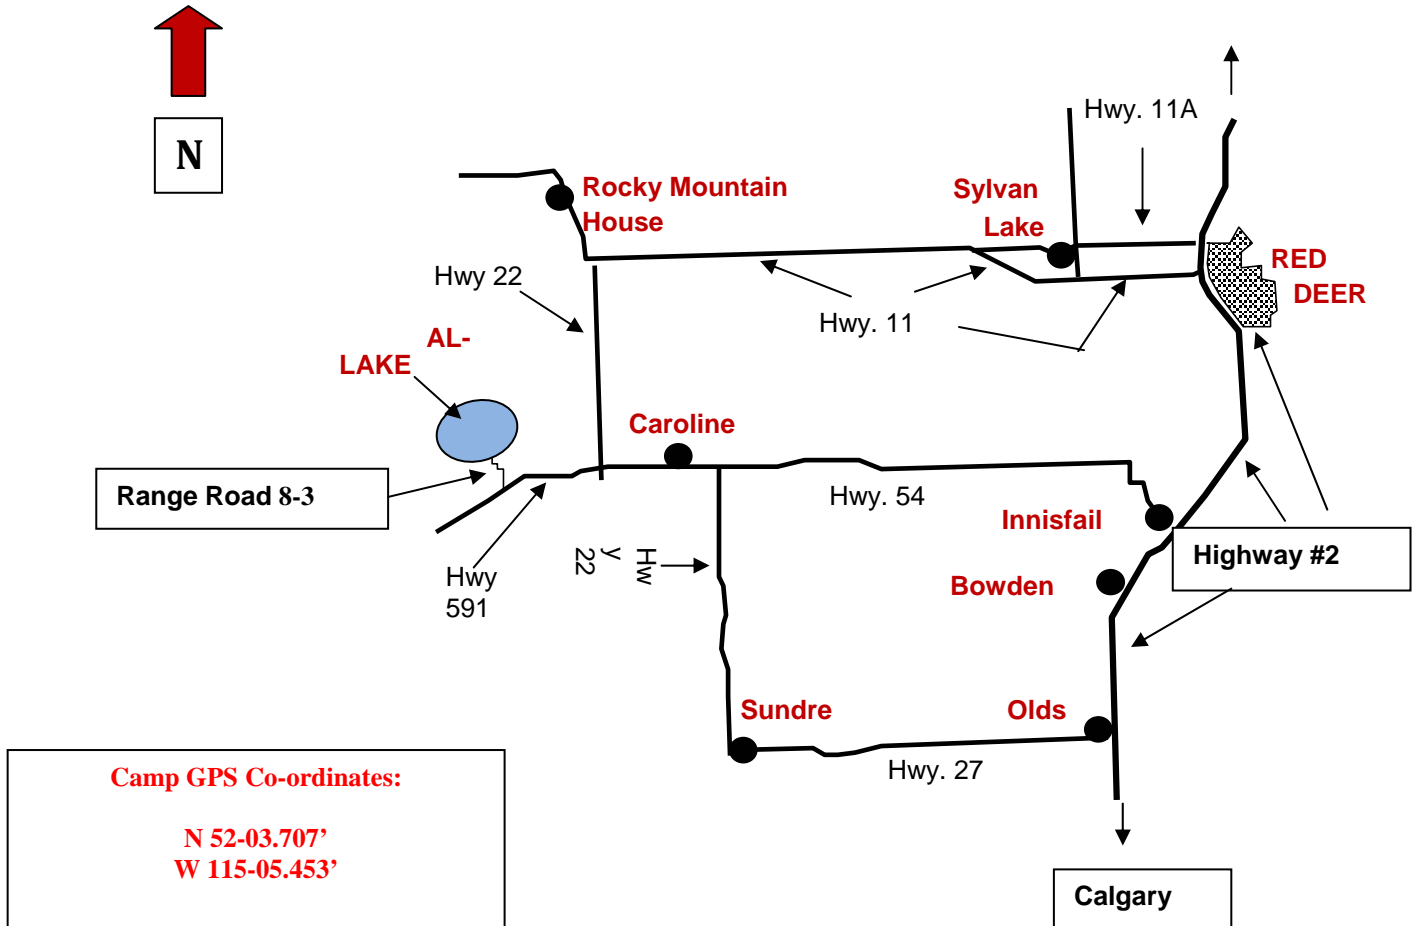 N
Hwy. 11A
Rocky Mountain
House
Sylvan
Lake
RED
DEER
Hwy 22
Hwy. 11
AL-
LAKE
Caroline
Range Road 8-3
Hwy. 54
Innisfail
Highway #2
Hw
y
22
Hwy
591
Bowden
Sundre
Olds
Hwy. 27
Camp GPS Co-ordinates:
N 52-03.707’
W 115-05.453’
Calgary